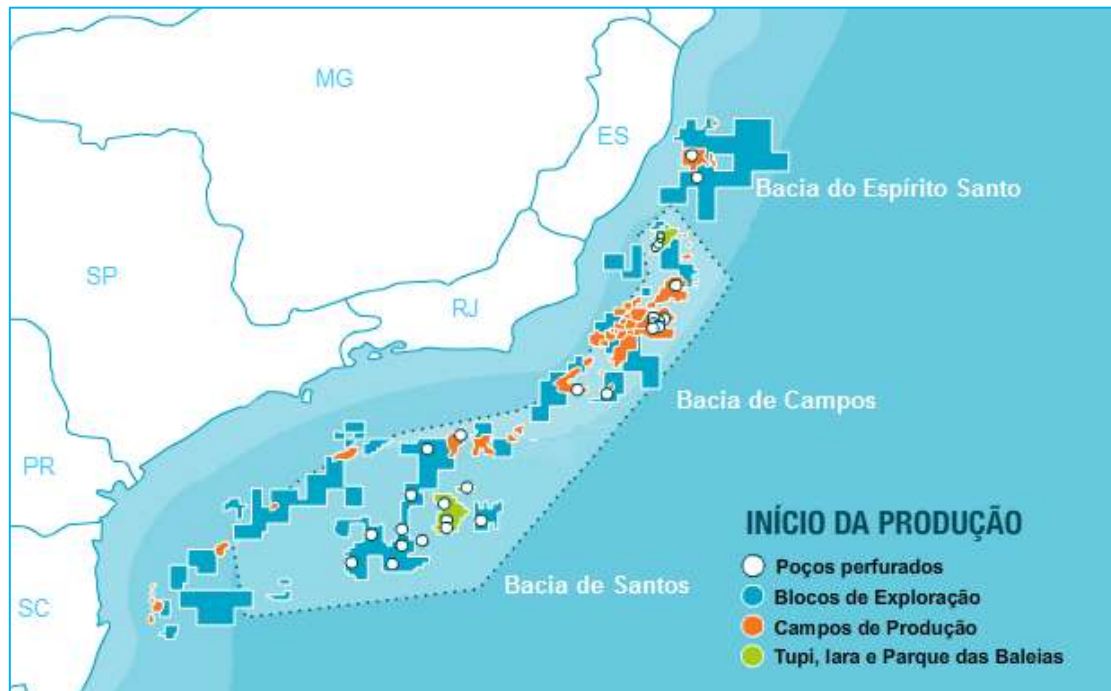 MG
ES
Bacia do Espírito Santo
SP
RJ
Bacia de Campos
PR
Bacia de Santos
SC
INÍCIO DA PRODUÇÃO
Poços perfurados
Blocos de Exploração
Campos de Produção
Tupi, Iara e Parque das Baleias